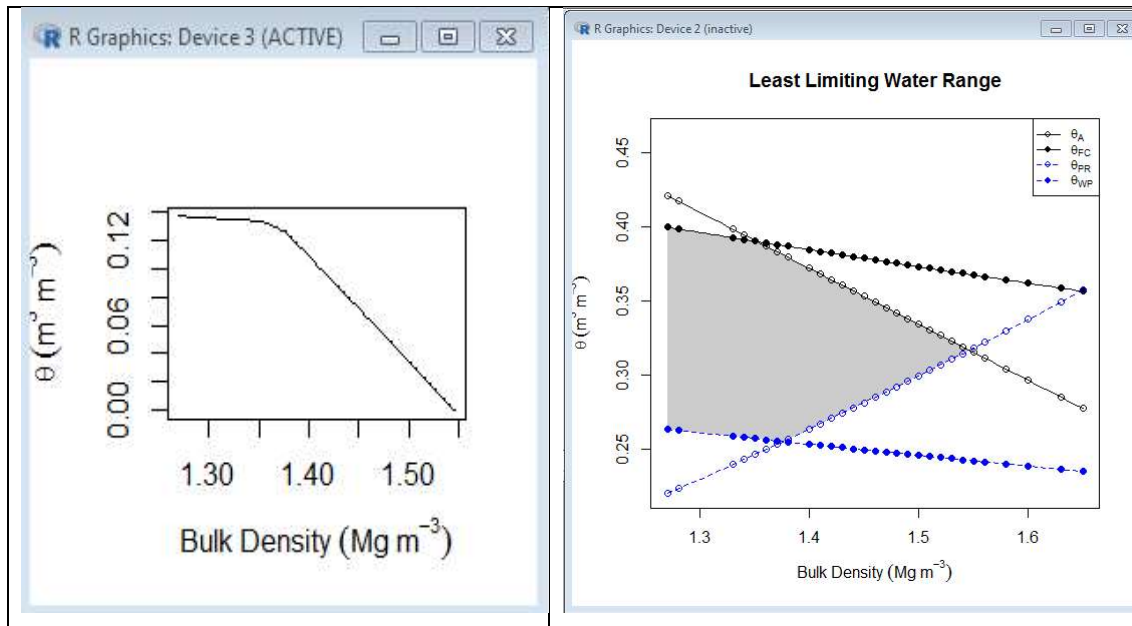 R Graphics: Device 3 (ACTIVE)
0.12
0.06
0.00
θ (m³ m⁻³)
1.30 1.40 1.50
Bulk Density (Mg m⁻³)
R Graphics: Device 2 (inactive)
Least Limiting Water Range
θA
θFC
θPR
θWP
0.45
0.40
0.35
0.30
0.25
θ (m³ m⁻³)
1.3 1.4 1.5 1.6
Bulk Density (Mg m⁻³)